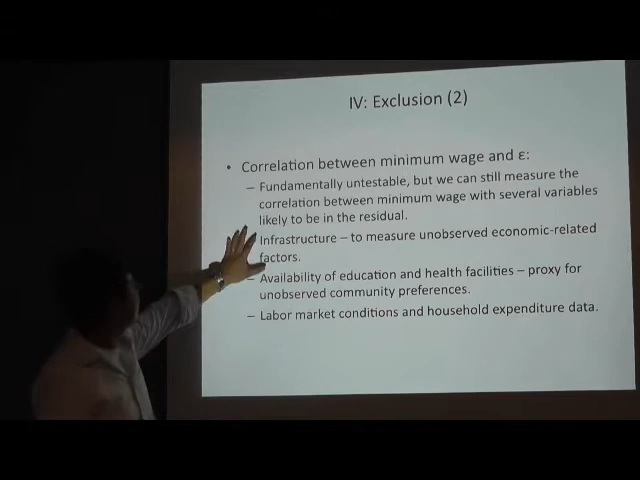 IV: Exclusion (2)
• Correlation between minimum wage and ε:
– Fundamentally untestable, but we can still measure the
correlation between minimum wage with several variables
likely to be in the residual.
Infrastructure – to measure unobserved economic-related
factors.
– Availability of education and health facilities – proxy for
unobserved community preferences.
– Labor market conditions and household expenditure data.